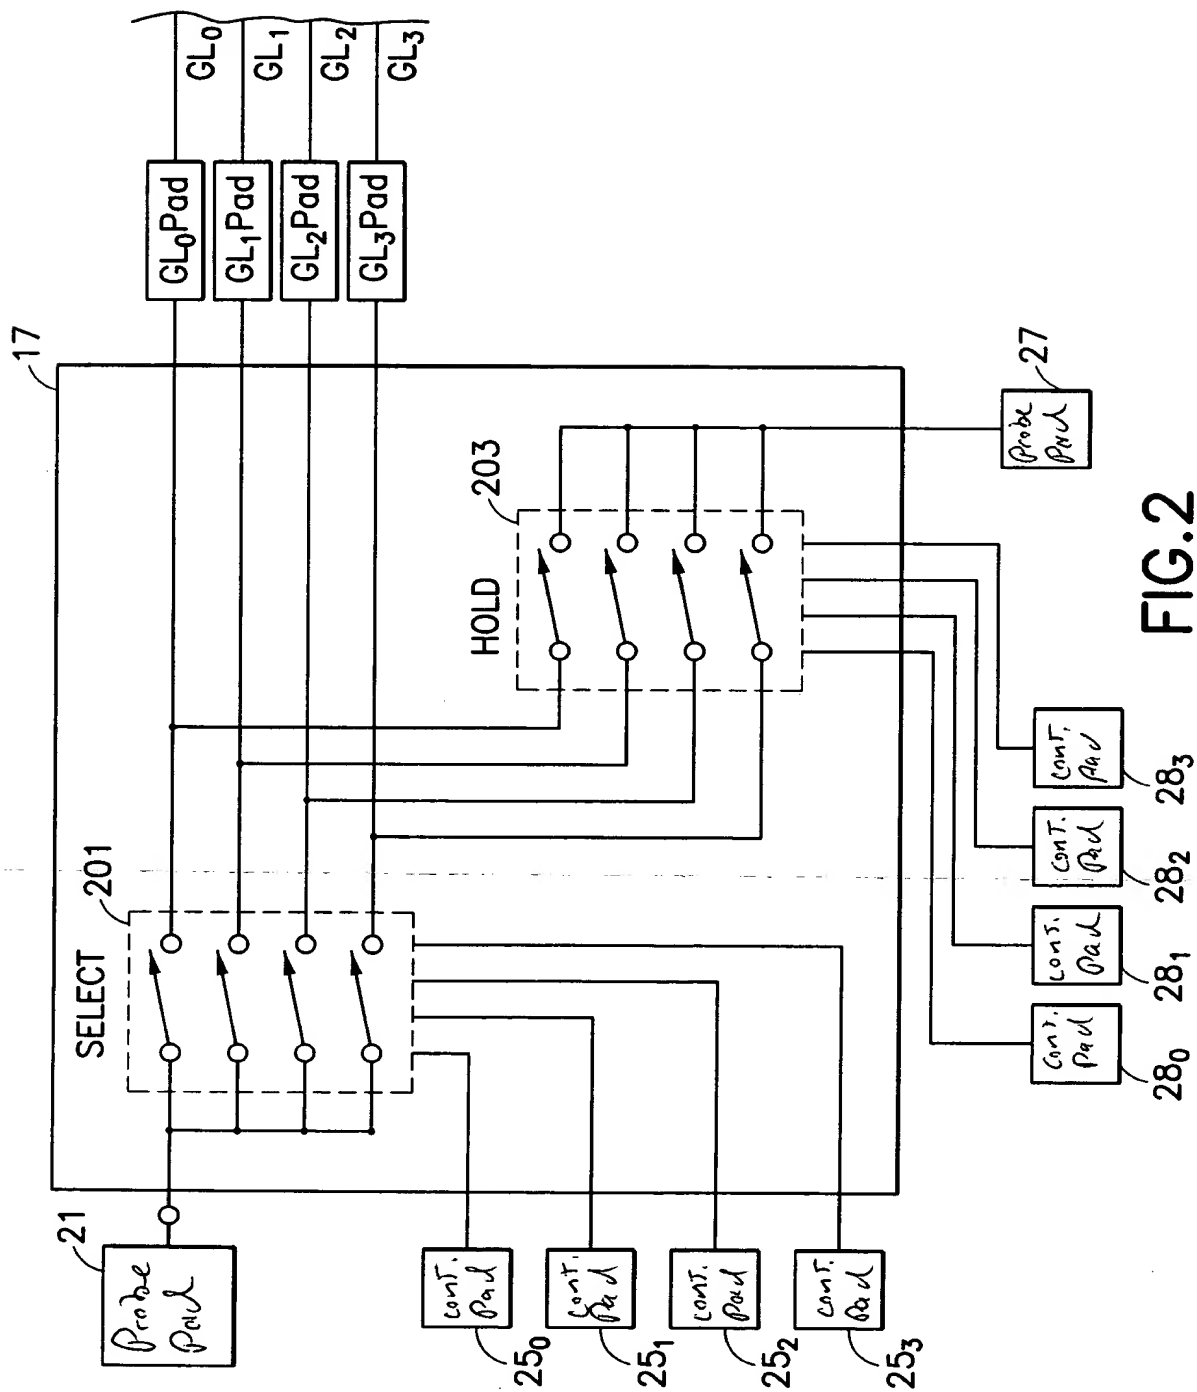 17
GL₀Pad
GL₀
GL₁Pad
GL₁
GL₂Pad
GL₂
GL₃Pad
GL₃
SELECT
201
HOLD
203
21
Probe
Pad
cont.
Pad
25₀
cont.
Pad
25₁
cont.
Pad
25₂
cont.
Pad
25₃
cont.
Pad
28₀
cont.
Pad
28₁
cont.
Pad
28₂
cont.
Pad
28₃
Probe
Pad
27
FIG.2